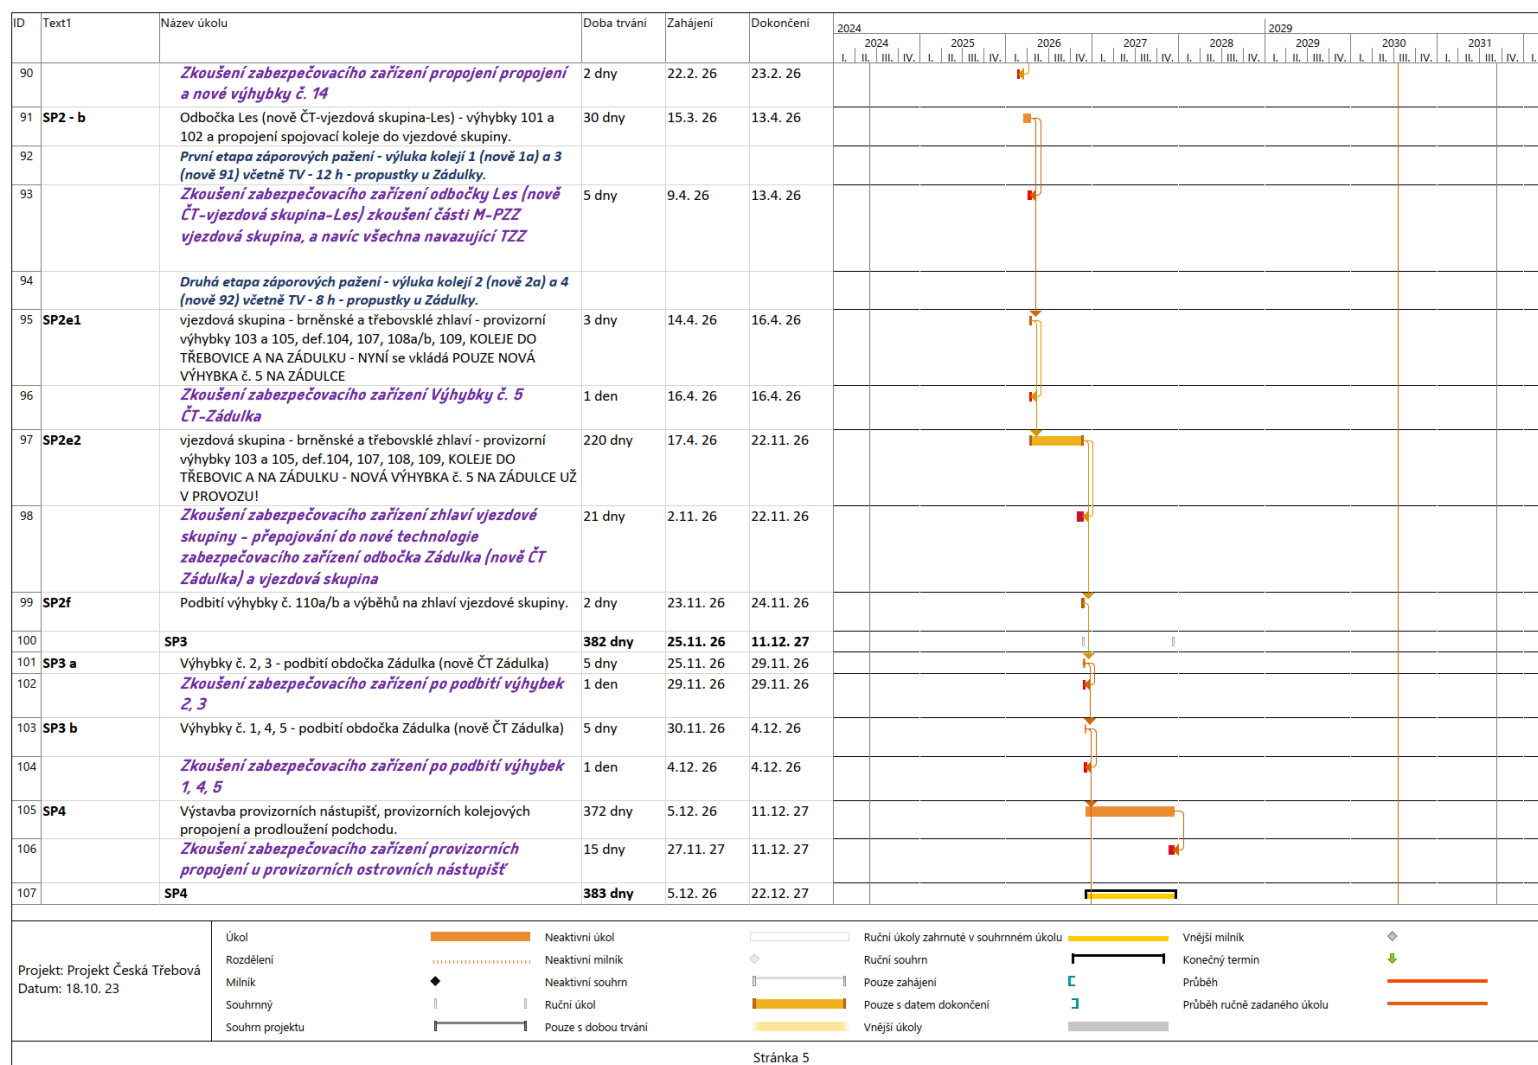 ID Text1 Název úkolu Doba trvání Zahájení Dokončení
2024 2029
2024 2025 2026 2027 2028 2029 2030 2031
I. II. III. IV. I. II. III. IV. I. II. III. IV. I. II. III. IV. I. II. III. IV. I. II. III. IV. I. II. III. IV. I. II. III. IV. I.
90 Zkoušení zabezpečovacího zařízení propojení propojení 2 dny 22.2. 26 23.2. 26
a nové výhybky č. 14
91 SP2 - b Odbočka Les (nově ČT-vjezdová skupina-Les) - výhybky 101 a 30 dny 15.3. 26 13.4. 26
102 a propojení spojovací koleje do vjezdové skupiny.
92 První etapa záporových pažení - výluka kolejí 1 (nově 1a) a 3
(nově 91) včetně TV - 12 h - propustky u Zádulky.
93 Zkoušení zabezpečovacího zařízení odbočky Les (nově 5 dny 9.4. 26 13.4. 26
ČT-vjezdová skupina-Les) zkoušení části M-PZZ
vjezdová skupina, a navíc všechna navazující TZZ
94 Druhá etapa záporových pažení - výluka kolejí 2 (nově 2a) a 4
(nově 92) včetně TV - 8 h - propustky u Zádulky.
95 SP2e1 vjezdová skupina - brněnské a třebovské zhlaví - provizorní 3 dny 14.4. 26 16.4. 26
výhybky 103 a 105, def.104, 107, 108a/b, 109, KOLEJE DO
TŘEBOVICE A NA ZÁDULKU - NYNÍ se vkládá POUZE NOVÁ
VÝHYBKA č. 5 NA ZÁDULCE
96 Zkoušení zabezpečovacího zařízení Výhybky č. 5 1 den 16.4. 26 16.4. 26
ČT-Zádulka
97 SP2e2 vjezdová skupina - brněnské a třebovské zhlaví - provizorní 220 dny 17.4. 26 22.11. 26
výhybky 103 a 105, def.104, 107, 108, 109, KOLEJE DO
TŘEBOVIC A NA ZÁDULKU - NOVÁ VÝHYBKA č. 5 NA ZÁDULCE UŽ
V PROVOZU!
98 Zkoušení zabezpečovacího zařízení zhlaví vjezdové 21 dny 2.11. 26 22.11. 26
skupiny - přepojování do nové technologie
zabezpečovacího zařízení odbočka Zádulka (nově ČT
Zádulka) a vjezdová skupina
99 SP2f Podbití výhybky č. 110a/b a výběhů na zhlaví vjezdové skupiny. 2 dny 23.11. 26 24.11. 26
100 SP3 382 dny 25.11. 26 11.12. 27
101 SP3 a Výhybky č. 2, 3 - podbití obdočka Zádulka (nově ČT Zádulka) 5 dny 25.11. 26 29.11. 26
102 Zkoušení zabezpečovacího zařízení po podbití výhybek 1 den 29.11. 26 29.11. 26
2, 3
103 SP3 b Výhybky č. 1, 4, 5 - podbití obdočka Zádulka (nově ČT Zádulka) 5 dny 30.11. 26 4.12. 26
104 Zkoušení zabezpečovacího zařízení po podbití výhybek 1 den 4.12. 26 4.12. 26
1, 4, 5
105 SP4 Výstavba provizorních nástupišť, provizorních kolejových 372 dny 5.12. 26 11.12. 27
propojení a prodloužení podchodu.
106 Zkoušení zabezpečovacího zařízení provizorních 15 dny 27.11. 27 11.12. 27
propojení u provizorních ostrovních nástupišť
107 SP4 383 dny 5.12. 26 22.12. 27
Projekt: Projekt Česká Třebová
Datum: 18.10. 23
Úkol Neaktivní úkol Ruční úkoly zahrnuté v souhrnném úkolu Vnější milník
Rozdělení Neaktivní milník Ruční souhrn Konečný termín
Milník Neaktivní souhrn Pouze zahájení Průběh
Souhrnný Ruční úkol Pouze s datem dokončení Průběh ručně zadaného úkolu
Souhrn projektu Pouze s dobou trvání Vnější úkoly
Stránka 5